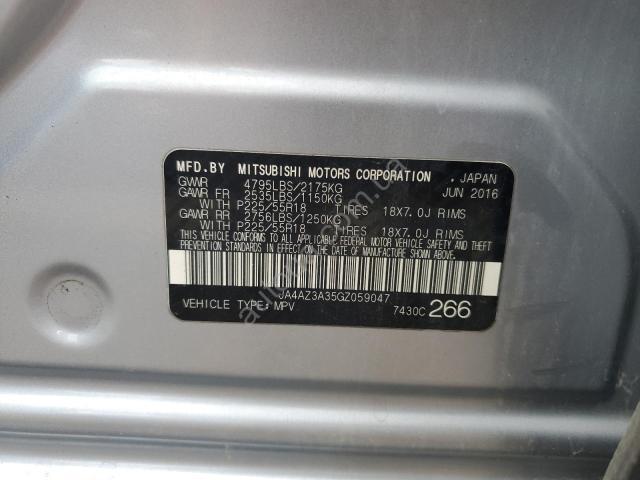 MFD.BY MITSUBISHI MOTORS CORPORATION . JAPAN
GVWR 4795LBS/2175KG JUN 2016
GAWR FR 2535LBS/1150KG
WITH P225/55R18 TIRES 18X7.0J RIMS
GAWR RR 2756LBS/1250KG
WITH P225/55R18 TIRES 18X7.0J RIMS
THIS VEHICLE CONFORMS TO ALL APPLICABLE FEDERAL MOTOR VEHICLE SAFETY AND THEFT
PREVENTION STANDARDS IN EFFECT ON THE DATE OF MANUFACTURE SHOWN ABOVE.
JA4AZ3A35GZ059047
VEHICLE TYPE: MPV 7430C 266